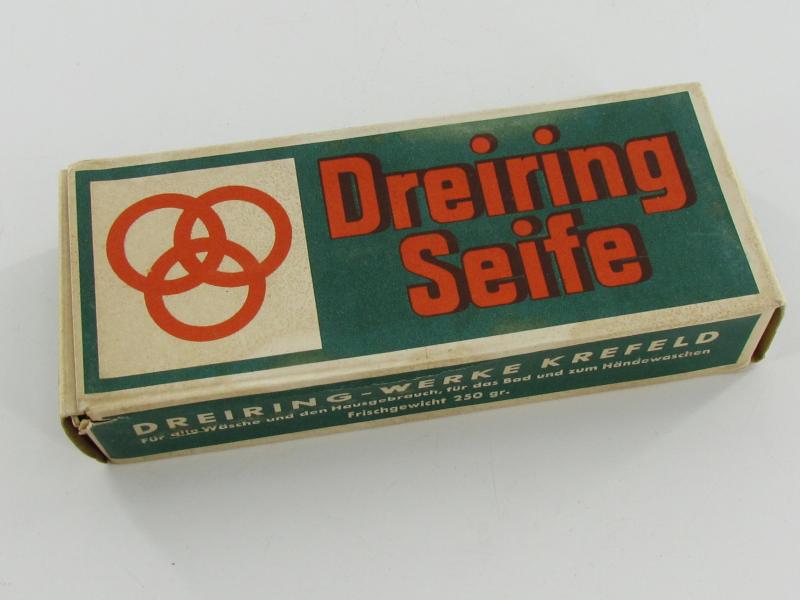 Dreiring
Seife
DREIRING-WERKE KREFELD
Für alle Wäsche und den Hausgebrauch, für das Bad und zum Händewaschen
Frischgewicht 250 gr.